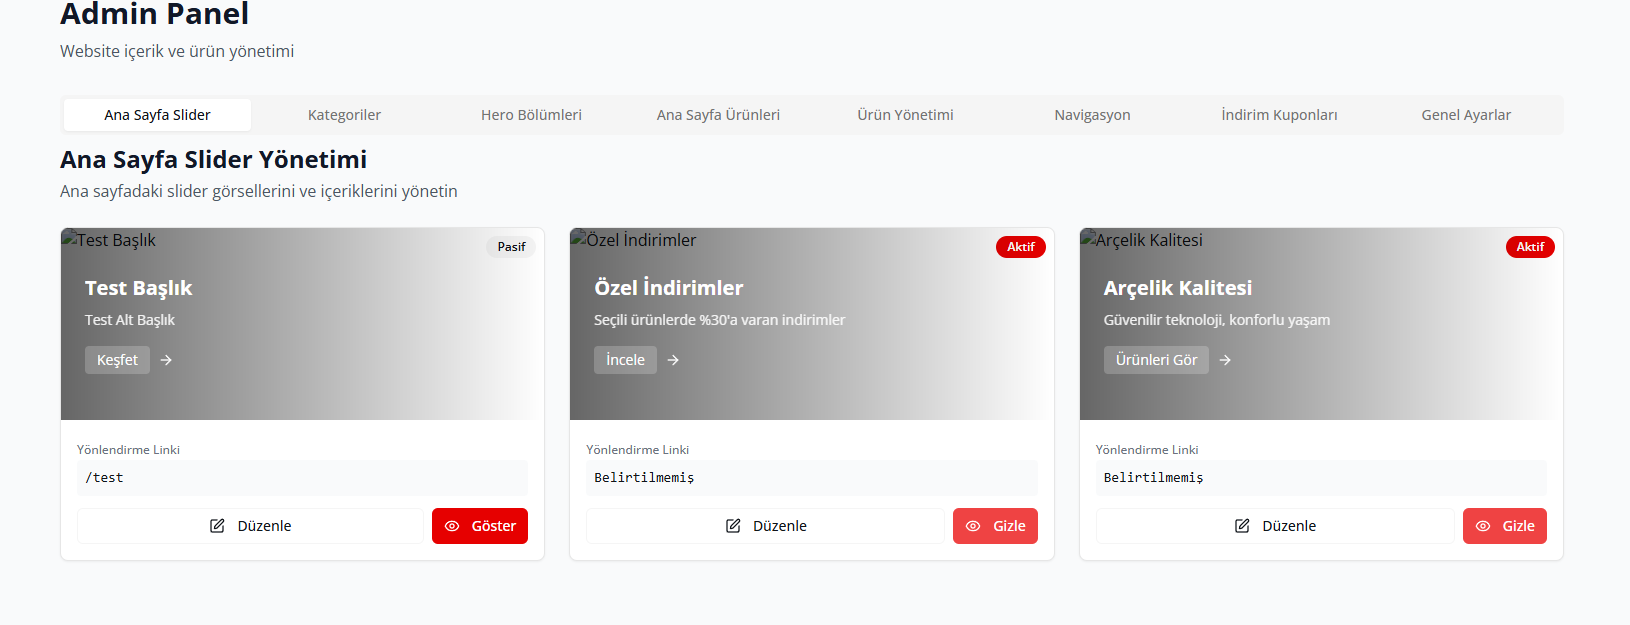 Admin Panel
Website içerik ve ürün yönetimi
Ana Sayfa Slider Kategoriler Hero Bölümleri Ana Sayfa Ürünleri Ürün Yönetimi Navigasyon İndirim Kuponları Genel Ayarlar
Ana Sayfa Slider Yönetimi
Ana sayfadaki slider görsellerini ve içeriklerini yönetin
Test Başlık
Pasif
Test Başlık
Test Alt Başlık
Keşfet
Yönlendirme Linki
/test
Düzenle Göster
Özel İndirimler
Aktif
Özel İndirimler
Seçili ürünlerde %30'a varan indirimler
İncele
Yönlendirme Linki
Belirtilmemiş
Düzenle Gizle
Arçelik Kalitesi
Aktif
Arçelik Kalitesi
Güvenilir teknoloji, konforlu yaşam
Ürünleri Gör
Yönlendirme Linki
Belirtilmemiş
Düzenle Gizle